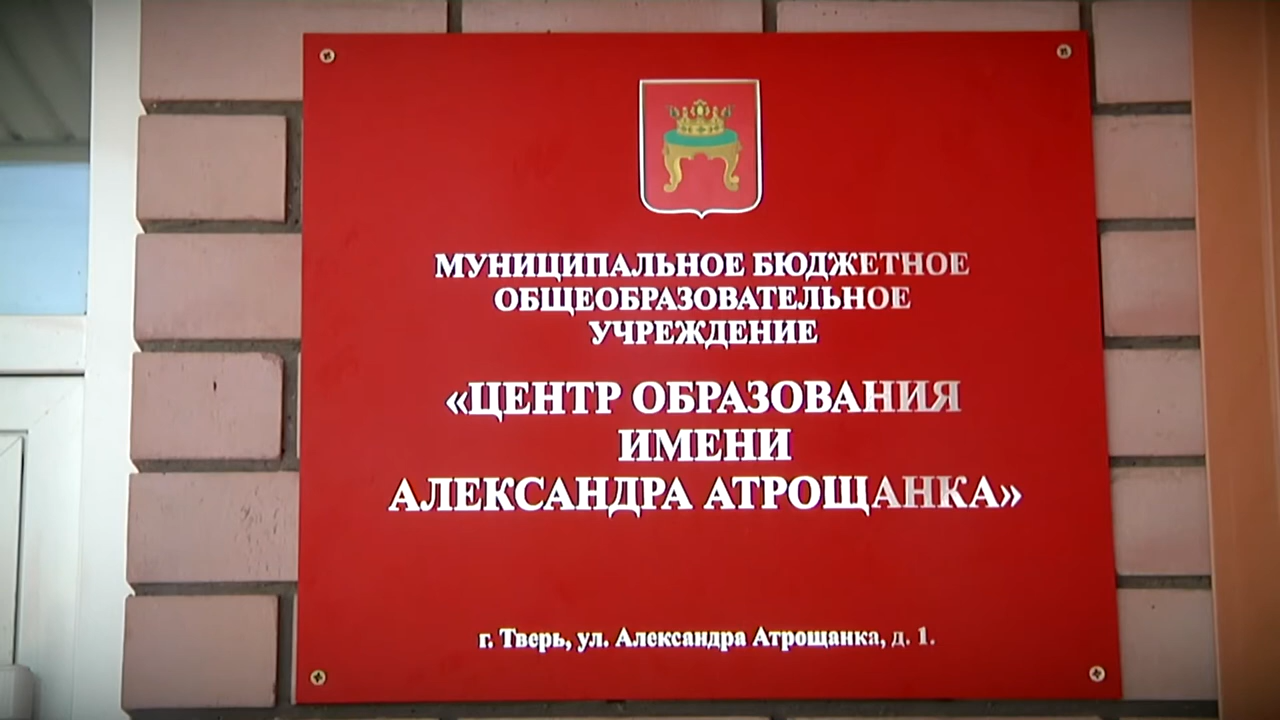 МУНИЦИПАЛЬНОЕ БЮДЖЕТНОЕ
ОБЩЕОБРАЗОВАТЕЛЬНОЕ
УЧРЕЖДЕНИЕ
«ЦЕНТР ОБРАЗОВАНИЯ
ИМЕНИ
АЛЕКСАНДРА АТРОЩАНКА»
г. Тверь, ул. Александра Атрощанка, д. 1.